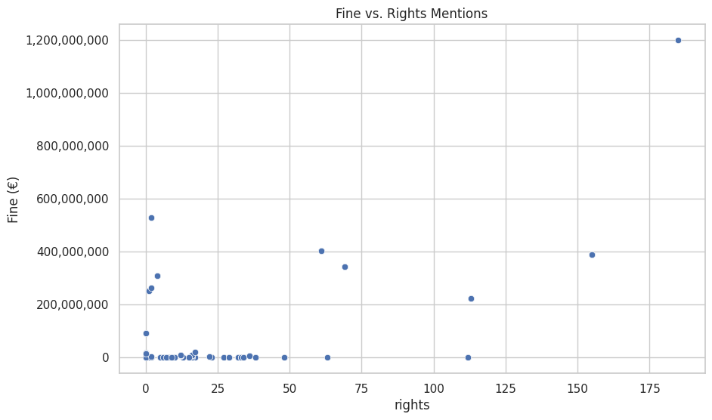 Fine vs. Rights Mentions
Fine (€)
1,200,000,000
1,000,000,000
800,000,000
600,000,000
400,000,000
200,000,000
0
0 25 50 75 100 125 150 175
rights